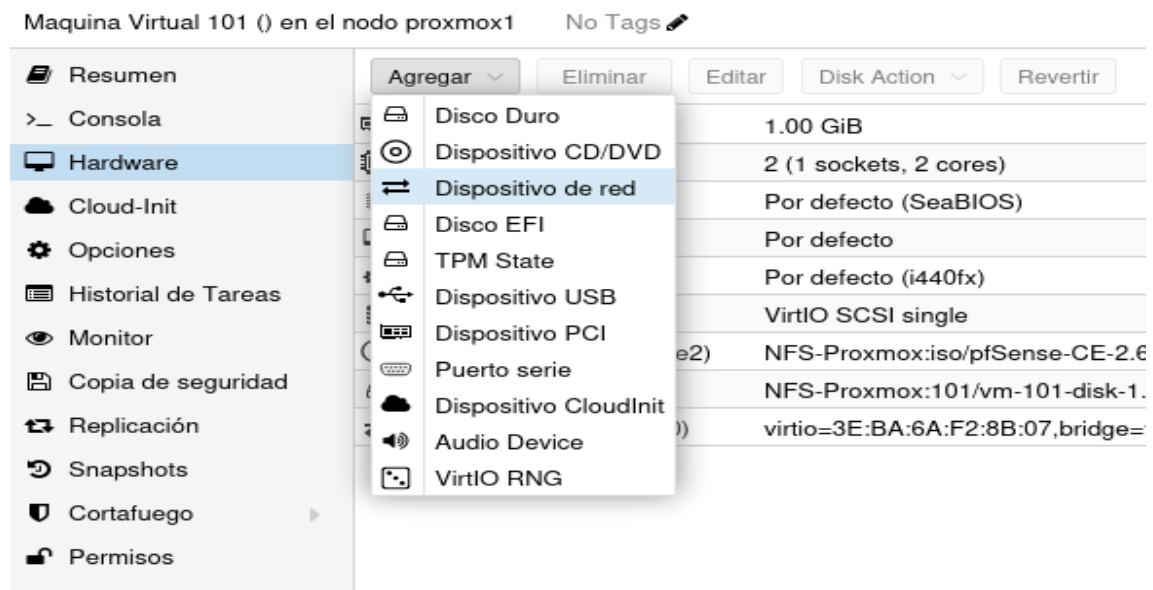 Maquina Virtual 101 () en el nodo proxmox1 No Tags
Resumen
Consola
Hardware
Cloud-Init
Opciones
Historial de Tareas
Monitor
Copia de seguridad
Replicación
Snapshots
Cortafuego
Permisos
Agregar Eliminar Editar Disk Action Revertir
Disco Duro
Dispositivo CD/DVD
Dispositivo de red
Disco EFI
TPM State
Dispositivo USB
Dispositivo PCI
Puerto serie
Dispositivo CloudInit
Audio Device
VirtIO RNG
1.00 GiB
2 (1 sockets, 2 cores)
Por defecto (SeaBIOS)
Por defecto
Por defecto (i440fx)
VirtIO SCSI single
e2) NFS-Proxmox:iso/pfSense-CE-2.6
NFS-Proxmox:101/vm-101-disk-1.
) virtio=3E:BA:6A:F2:8B:07,bridge=